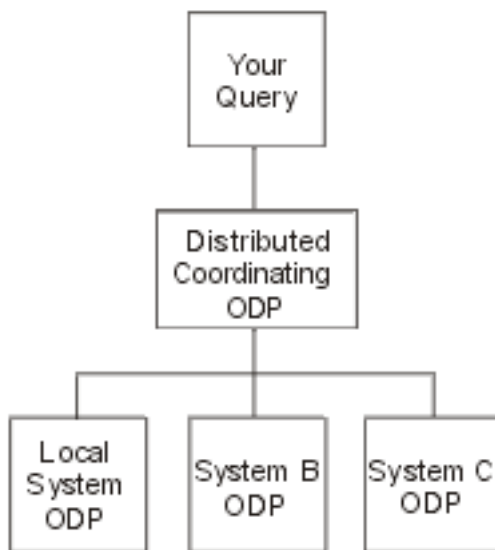 Your
Query
Distributed
Coordinating
ODP
Local
System
ODP
System B
ODP
System C
ODP